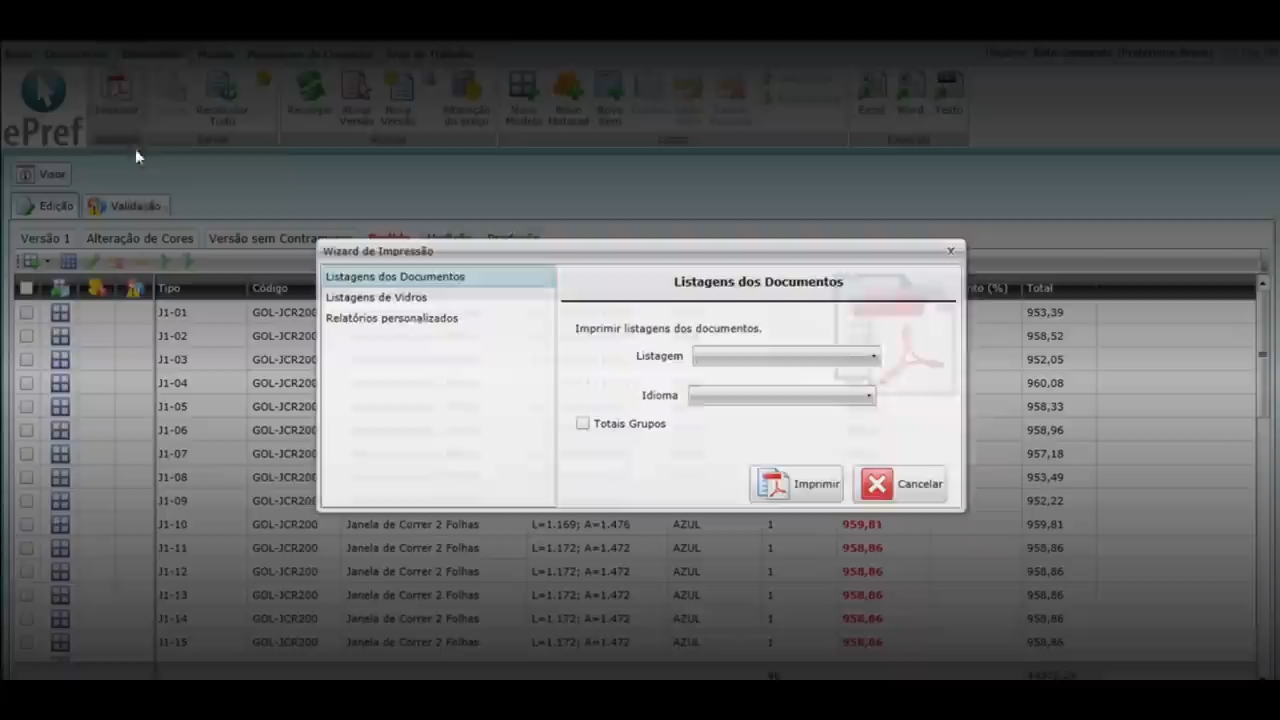 ePref
Recalcular
Tudo
Excel Word Texto
Visor
Edição Validação
Versão 1 Alteração de Cores
Wizard de Impressão X
Listagens dos Documentos
Listagens de Vidros
Relatórios personalizados
Listagens dos Documentos
Imprimir listagens dos documentos.
Listagem
Idioma
Totais Grupos
Imprimir Cancelar
Tipo Código (%) Total
J1-01 GOL-JCR200 953,39
J1-02 GOL-JCR200 958,52
J1-03 GOL-JCR200 952,05
J1-04 GOL-JCR200 960,08
J1-05 GOL-JCR200 958,33
J1-06 GOL-JCR200 958,96
J1-07 GOL-JCR200 957,18
J1-08 GOL-JCR200 953,49
J1-09 GOL-JCR200 952,22
J1-10 GOL-JCR200 Janela de Correr 2 Folhas L=1.169; A=1.476 AZUL 1 959,81 959,81
J1-11 GOL-JCR200 Janela de Correr 2 Folhas L=1.172; A=1.472 AZUL 1 958,86 958,86
J1-12 GOL-JCR200 Janela de Correr 2 Folhas L=1.172; A=1.472 AZUL 1 958,86 958,86
J1-13 GOL-JCR200 Janela de Correr 2 Folhas L=1.172; A=1.472 AZUL 1 958,86 958,86
J1-14 GOL-JCR200 Janela de Correr 2 Folhas L=1.172; A=1.472 AZUL 1 958,86 958,86
J1-15 GOL-JCR200 Janela de Correr 2 Folhas L=1.172; A=1.472 AZUL 1 958,86 958,86